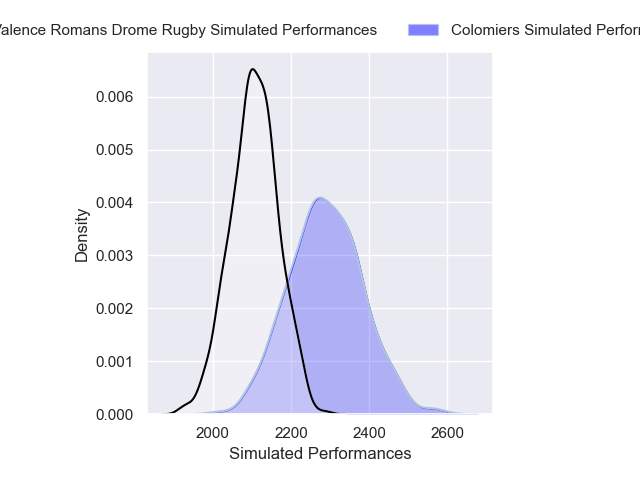 Valence Romans Drome Rugby Simulated Performances
Colomiers Simulated
0.006
0.005
0.004
0.003
0.002
0.001
0.000
Density
2000 2200 2400 2600
Simulated Performances